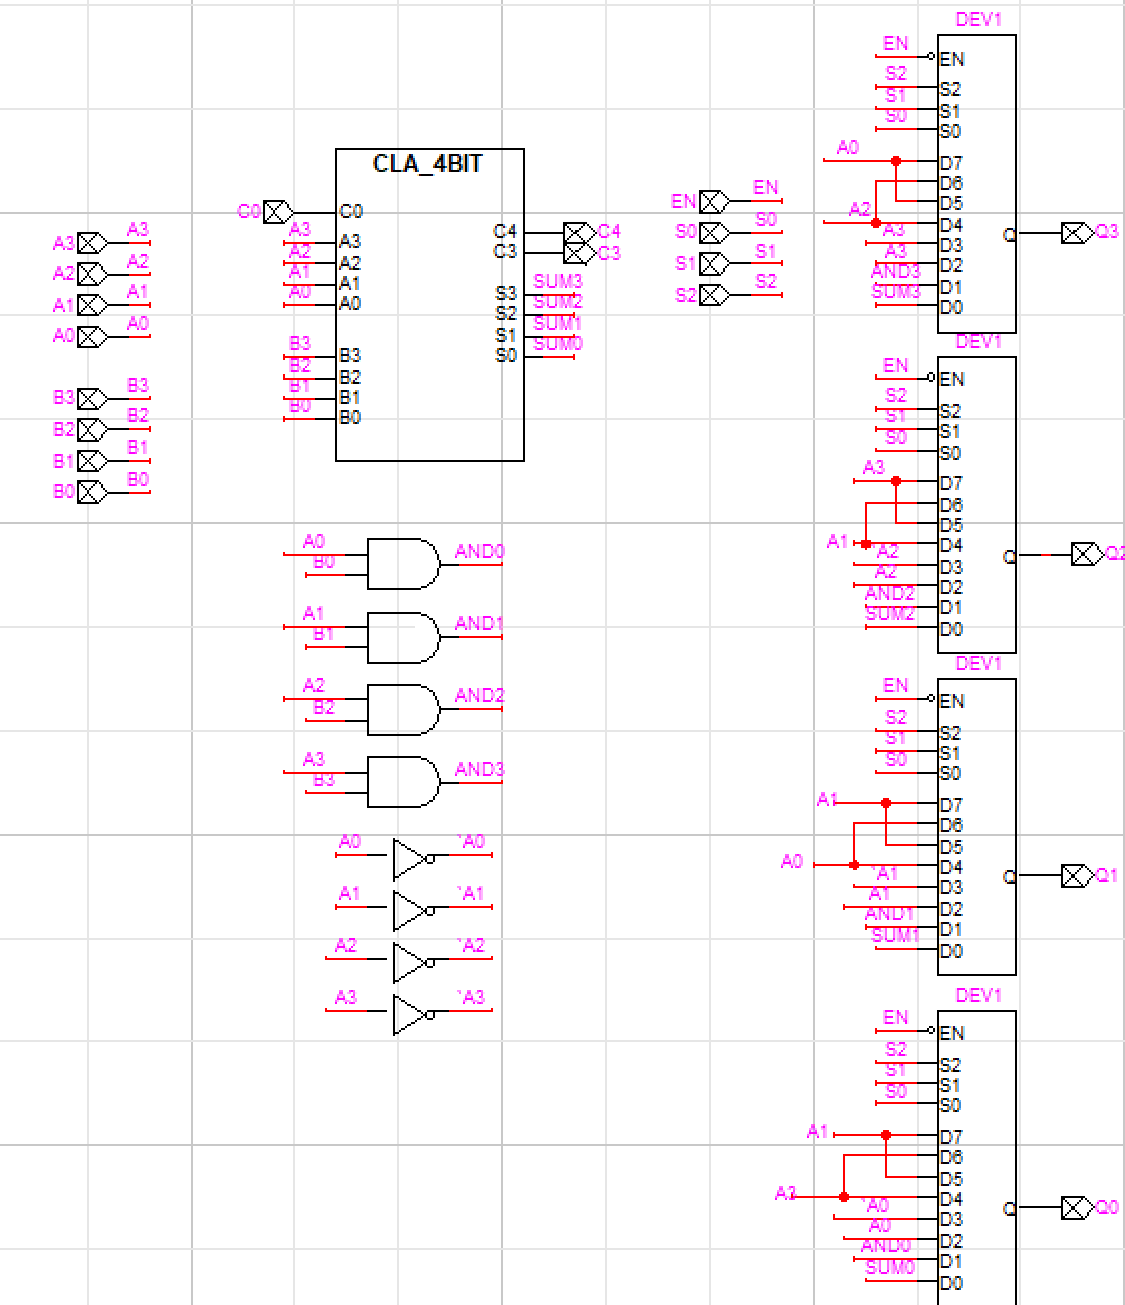 A3 A3
A2 A2
A1 A1
A0 A0
B3 B3
B2 B2
B1 B1
B0 B0
CLA_4BIT
C0 C0
A3 A3
A2 A2
A1 A1
A0 A0
B3 B3
B2 B2
B1 B1
B0 B0
C4 C4
C3 C3
S3 SUM3
S2 SUM2
S1 SUM1
S0 SUM0
A0 AND0
B0
A1 AND1
B1
A2 AND2
B2
A3 AND3
B3
A0 `A0
A1 `A1
A2 `A2
A3 `A3
EN EN
S0 S0
S1 S1
S2 S2
DEV1
EN EN
S2 S2
S1 S1
S0 S0
A0 D7
D6
D5
A2 D4
A3 D3
A3 D2
AND3 D1
SUM3 D0
Q Q3
DEV1
EN EN
S2 S2
S1 S1
S0 S0
A3 D7
D6
D5
A1 D4
`A2 D3
A2 D2
AND2 D1
SUM2 D0
Q Q2
DEV1
EN EN
S2 S2
S1 S1
S0 S0
A1 D7
D6
D5
A0 D4
`A1 D3
A1 D2
AND1 D1
SUM1 D0
Q Q1
DEV1
EN EN
S2 S2
S1 S1
S0 S0
A1 D7
D6
D5
D4
`A0 D3
A0 D2
AND0 D1
SUM0 D0
Q Q0